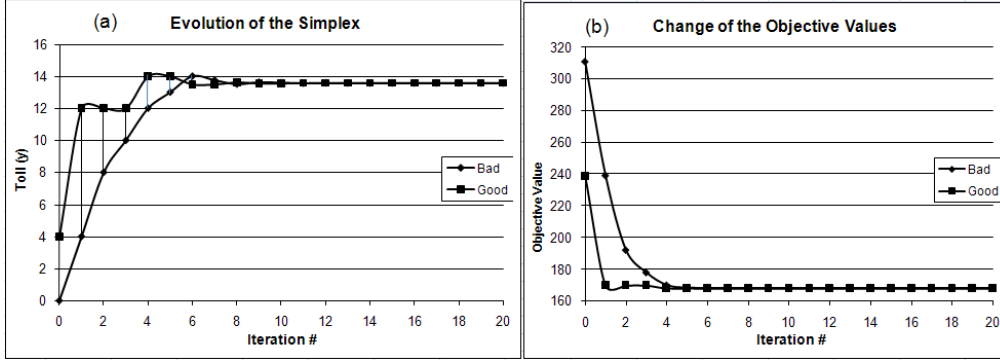 (a)
Evolution of the Simplex
16
14
12
10
8
6
4
2
0
Toll (y)
0 2 4 6 8 10 12 14 16 18 20
Iteration #
Bad
Good
(b)
Change of the Objective Values
320
300
280
260
240
220
200
180
160
Objective Value
0 2 4 6 8 10 12 14 16 18 20
Iteration #
Bad
Good